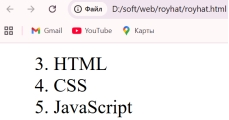 Файл D:/soft/web/royhat/royhat.html
Gmail YouTube Карты
3. HTML
4. CSS
5. JavaScript